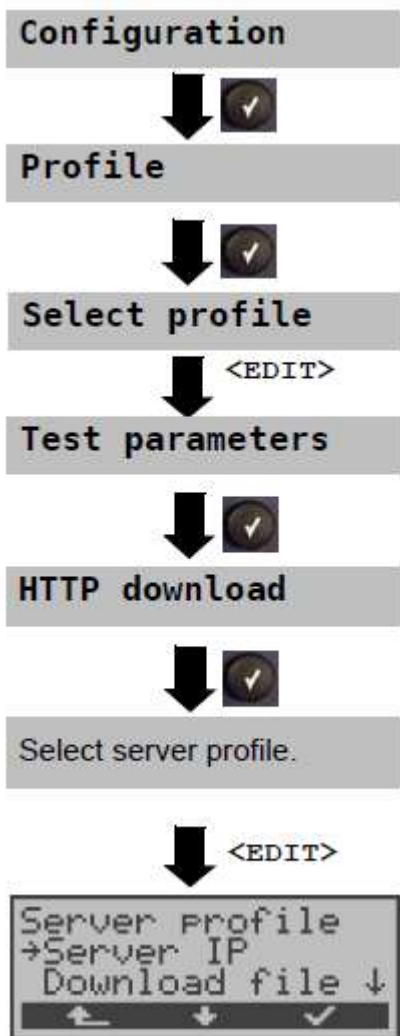 Configuration
Profile
Select profile
<EDIT>
Test parameters
HTTP download
Select server profile.
<EDIT>
Server profile
→Server IP
Download file ↓